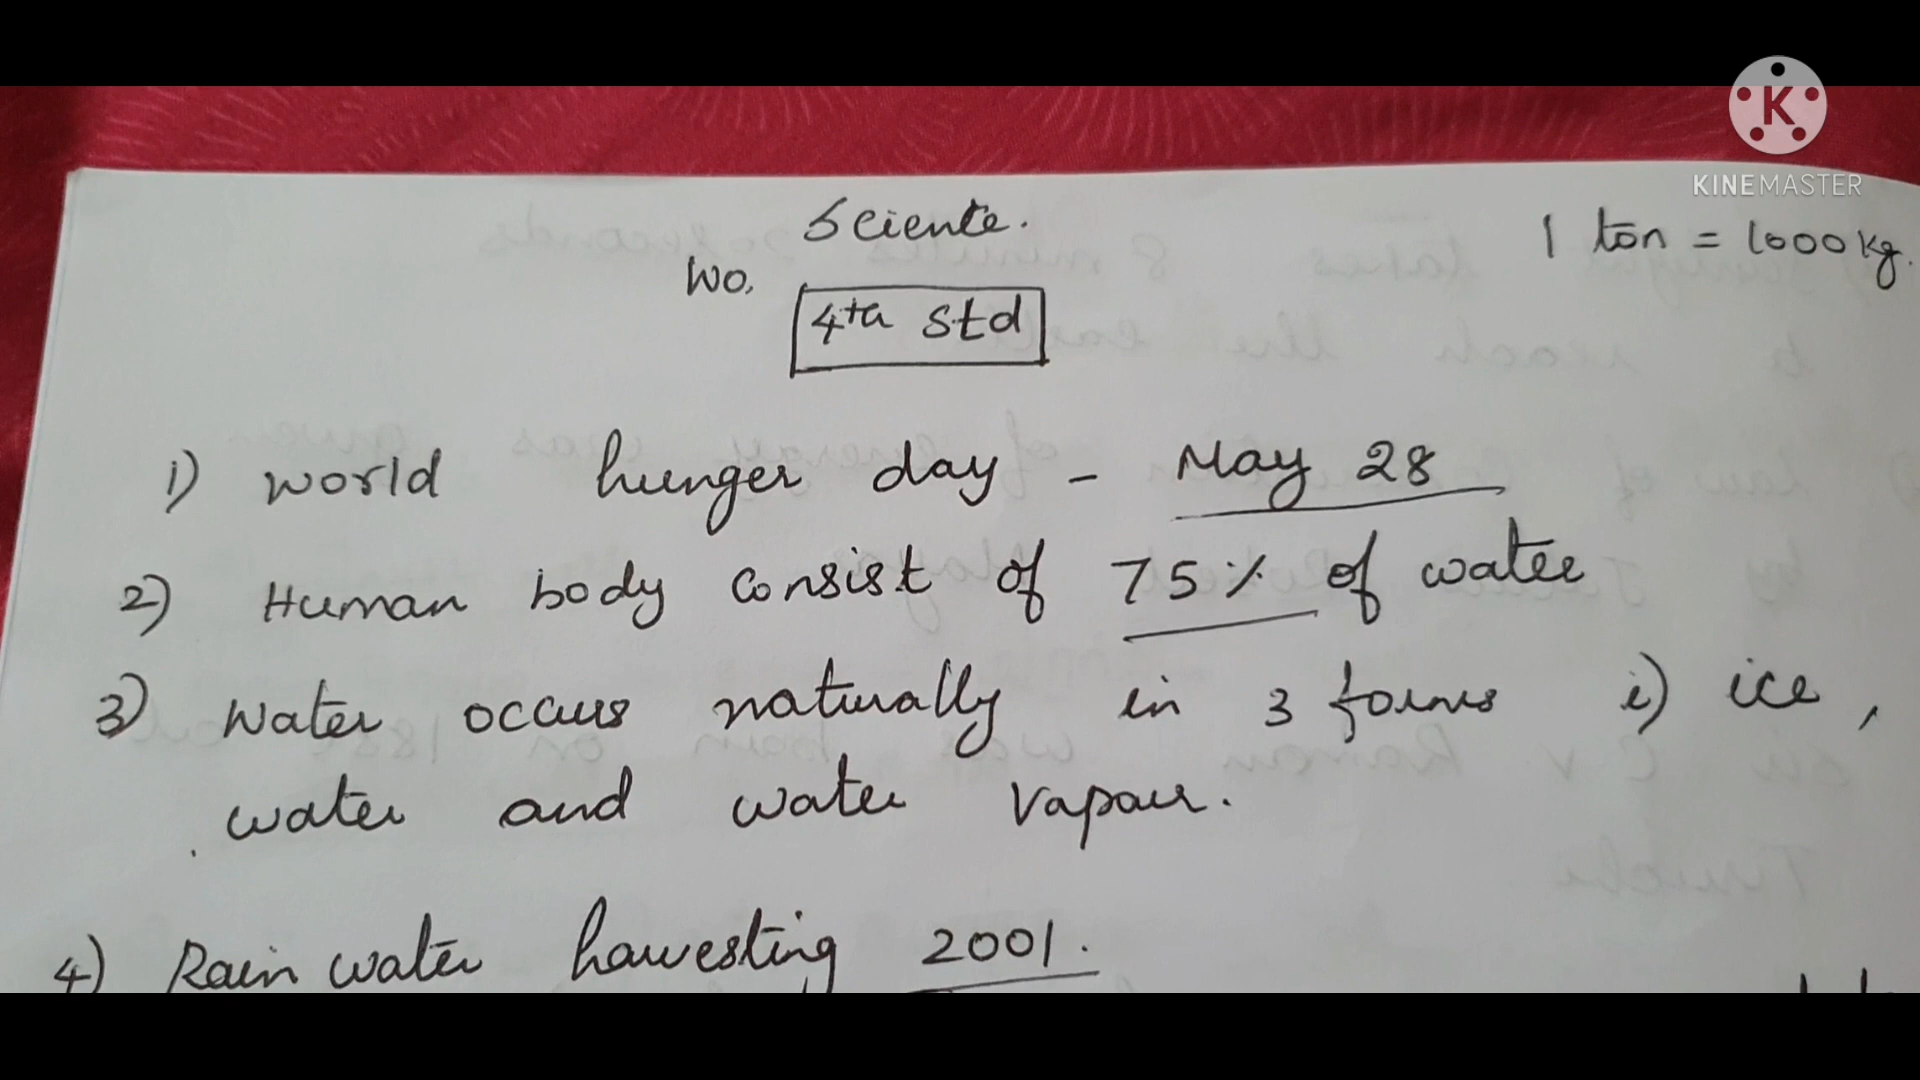 K
KINEMASTER
Science.
1 ton = 1000 kg.
Wo.
4th Std
1) World hunger day - May 28
2) Human body consist of 75% of water
3) Water occurs naturally in 3 forms i) ice,
water and water vapour.
4) Rain water harvesting 2001.